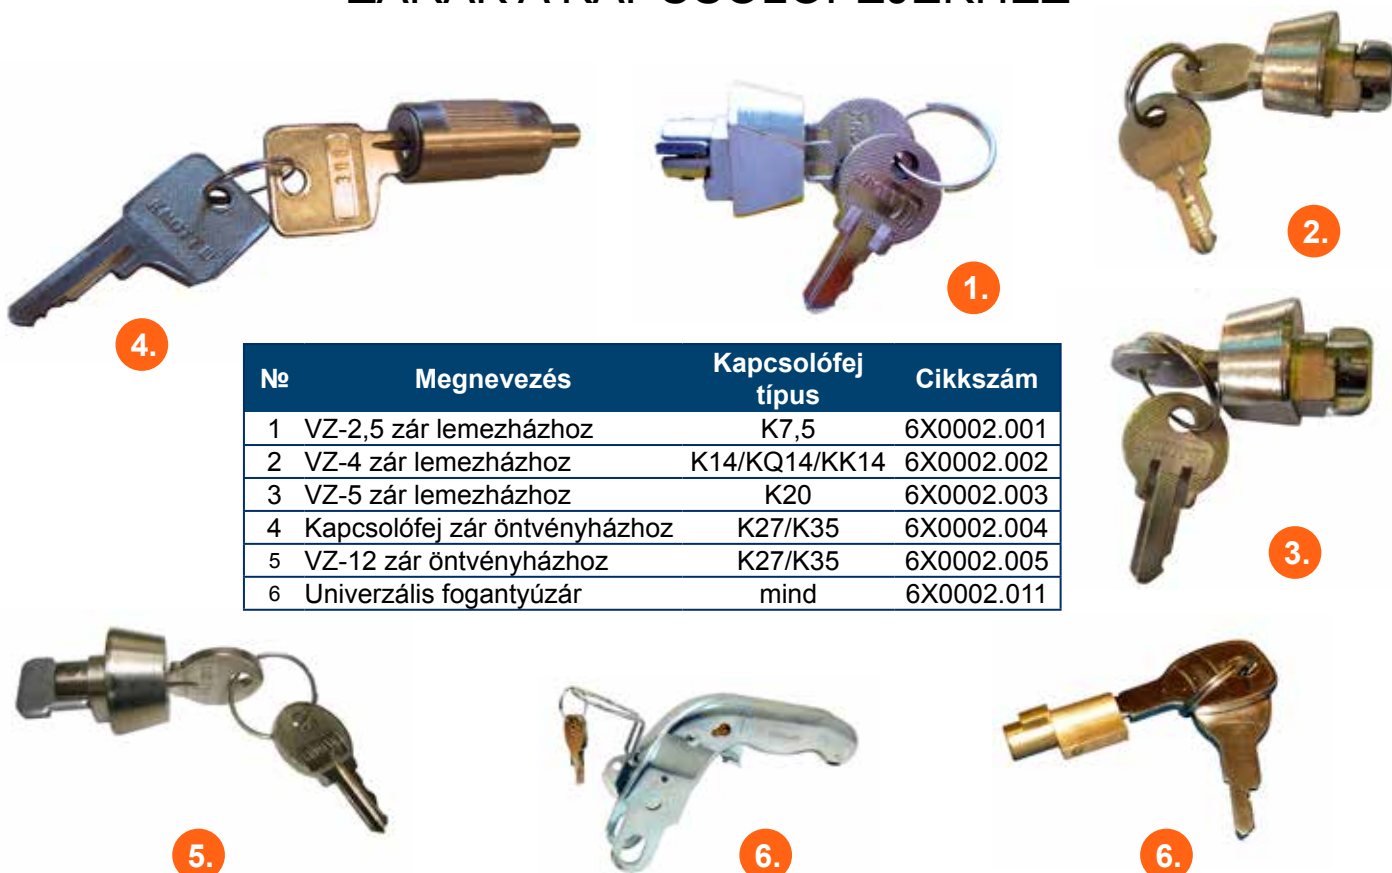 ZÁRAK A KAPCSOLÓFEJEKHEZ
4.
1.
2.
3.
№ Megnevezés Kapcsolófej típus Cikkszám
1 VZ-2,5 zár lemezházhoz K7,5 6X0002.001
2 VZ-4 zár lemezházhoz K14/KQ14/KK14 6X0002.002
3 VZ-5 zár lemezházhoz K20 6X0002.003
4 Kapcsolófej zár öntvényházhoz K27/K35 6X0002.004
5 VZ-12 zár öntvényházhoz K27/K35 6X0002.005
6 Univerzális fogantyúzár mind 6X0002.011
5.
6.
6.